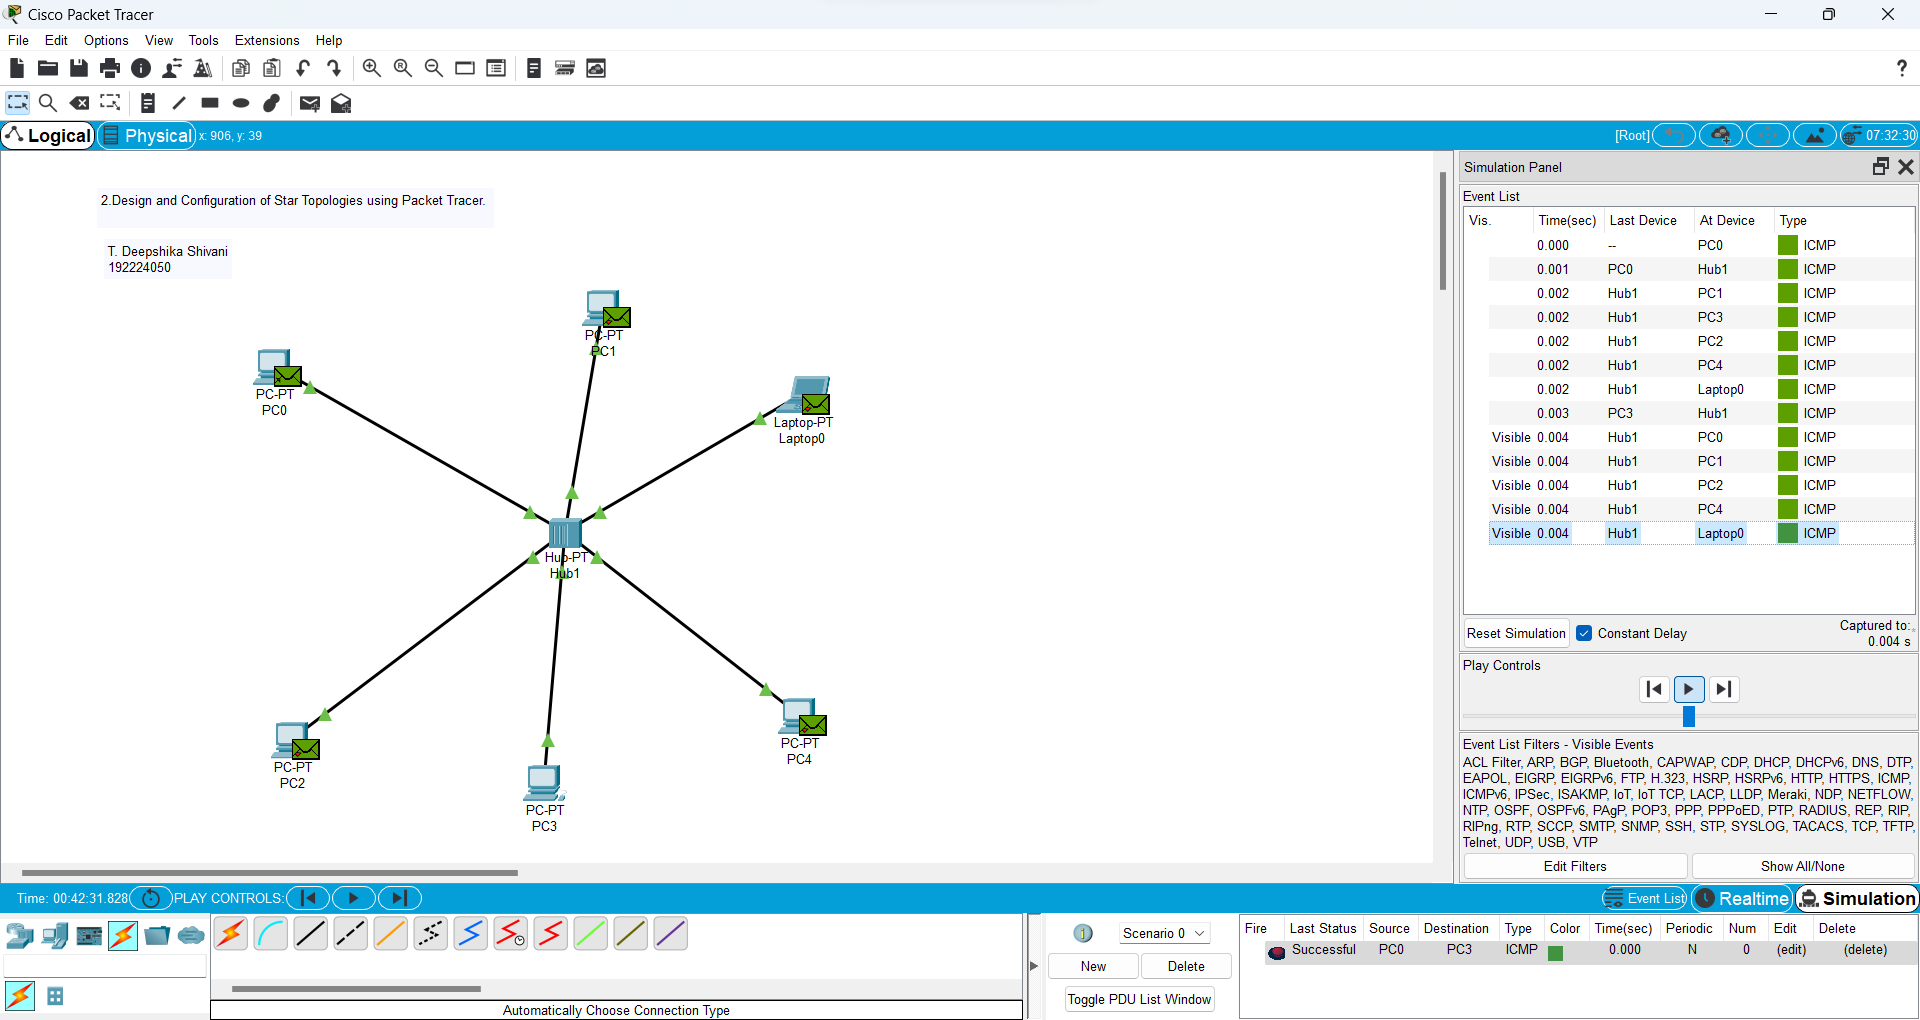 Cisco Packet Tracer
File Edit Options View Tools Extensions Help
?
Logical Physical x: 906, y: 39 [Root] 07:32:30
2.Design and Configuration of Star Topologies using Packet Tracer.
T. Deepshika Shivani
192224050
PC-PT
PC1
PC-PT
PC0
Laptop-PT
Laptop0
Hub-PT
Hub1
PC-PT
PC2
PC-PT
PC4
PC-PT
PC3
Simulation Panel
Event List
Vis. Time(sec) Last Device At Device Type
0.000 -- PC0 ICMP
0.001 PC0 Hub1 ICMP
0.002 Hub1 PC1 ICMP
0.002 Hub1 PC3 ICMP
0.002 Hub1 PC2 ICMP
0.002 Hub1 PC4 ICMP
0.002 Hub1 Laptop0 ICMP
0.003 PC3 Hub1 ICMP
Visible 0.004 Hub1 PC0 ICMP
Visible 0.004 Hub1 PC1 ICMP
Visible 0.004 Hub1 PC2 ICMP
Visible 0.004 Hub1 PC4 ICMP
Visible 0.004 Hub1 Laptop0 ICMP
Reset Simulation Constant Delay Captured to:
0.004 s
Play Controls
Event List Filters - Visible Events
ACL Filter, ARP, BGP, Bluetooth, CAPWAP, CDP, DHCP, DHCPv6, DNS, DTP,
EAPOL, EIGRP, EIGRPv6, FTP, H.323, HSRP, HSRPv6, HTTP, HTTPS, ICMP,
ICMPv6, IPSec, ISAKMP, IoT, IoT TCP, LACP, LLDP, Meraki, NDP, NETFLOW,
NTP, OSPF, OSPFv6, PAgP, POP3, PPP, PPPoED, PTP, RADIUS, REP, RIP,
RIPng, RTP, SCCP, SMTP, SNMP, SSH, STP, SYSLOG, TACACS, TCP, TFTP,
Telnet, UDP, USB, VTP
Edit Filters Show All/None
Time: 00:42:31.828 PLAY CONTROLS: Event List Realtime Simulation
Automatically Choose Connection Type
Scenario 0
New Delete
Toggle PDU List Window
Fire Last Status Source Destination Type Color Time(sec) Periodic Num Edit Delete
Successful PC0 PC3 ICMP 0.000 N 0 (edit) (delete)